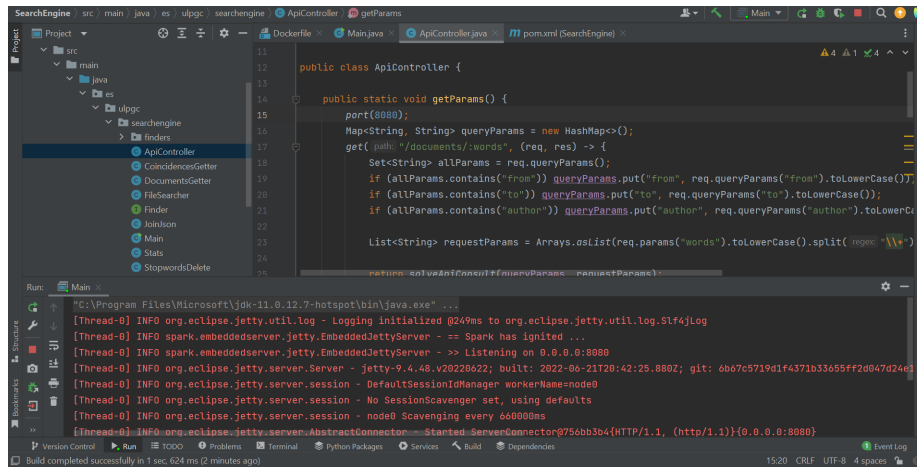 SearchEngine 〉 src 〉 main 〉 java 〉 es 〉 ulpgc 〉 searchengine 〉 ApiController 〉 getParams
Main
Project
Dockerfile
Main.java
ApiController.java
pom.xml (SearchEngine)
Project
src
main
java
es
ulpgc
searchengine
finders
ApiController
CoincidencesGetter
DocumentsGetter
FileSearcher
Finder
JoinJson
Main
Stats
StopwordsDelete
4 1 4
11
12 public class ApiController {
13
14 public static void getParams() {
15 port(8080);
16 Map<String, String> queryParams = new HashMap<>();
17 get( path: "/documents/:words", (req, res) -> {
18 Set<String> allParams = req.queryParams();
19 if (allParams.contains("from")) queryParams.put("from", req.queryParams("from").toLowerCase());
20 if (allParams.contains("to")) queryParams.put("to", req.queryParams("to").toLowerCase());
21 if (allParams.contains("author")) queryParams.put("author", req.queryParams("author").toLowerCa
22
23 List<String> requestParams = Arrays.asList(req.params("words").toLowerCase().split( regex: "\\+")
24
25 return solveApiConsult(queryParams, requestParams);
Run: Main
"C:\Program Files\Microsoft\jdk-11.0.12.7-hotspot\bin\java.exe" ...
[Thread-0] INFO org.eclipse.jetty.util.log - Logging initialized @249ms to org.eclipse.jetty.util.log.Slf4jLog
[Thread-0] INFO spark.embeddedserver.jetty.EmbeddedJettyServer - == Spark has ignited ...
[Thread-0] INFO spark.embeddedserver.jetty.EmbeddedJettyServer - >> Listening on 0.0.0.0:8080
[Thread-0] INFO org.eclipse.jetty.server.Server - jetty-9.4.48.v20220622; built: 2022-06-21T20:42:25.880Z; git: 6b67c5719d1f4371b33655ff2d047d24e1
[Thread-0] INFO org.eclipse.jetty.server.session - DefaultSessionIdManager workerName=node0
[Thread-0] INFO org.eclipse.jetty.server.session - No SessionScavenger set, using defaults
[Thread-0] INFO org.eclipse.jetty.server.session - node0 Scavenging every 660000ms
[Thread-0] INFO org.eclipse.jetty.server.AbstractConnector - Started ServerConnector@756bb3b4{HTTP/1.1, (http/1.1)}{0.0.0.0:8080}
Structure
Bookmarks
Version Control
Run
TODO
Problems
Terminal
Python Packages
Services
Build
Dependencies
1 Event Log
Build completed successfully in 1 sec, 624 ms (2 minutes ago)
15:20 CRLF UTF-8 4 spaces